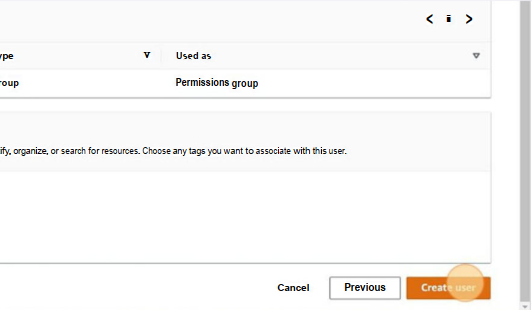 ype Used as
roup Permissions group
ify, organize, or search for resources. Choose any tags you want to associate with this user.
Cancel Previous Create user